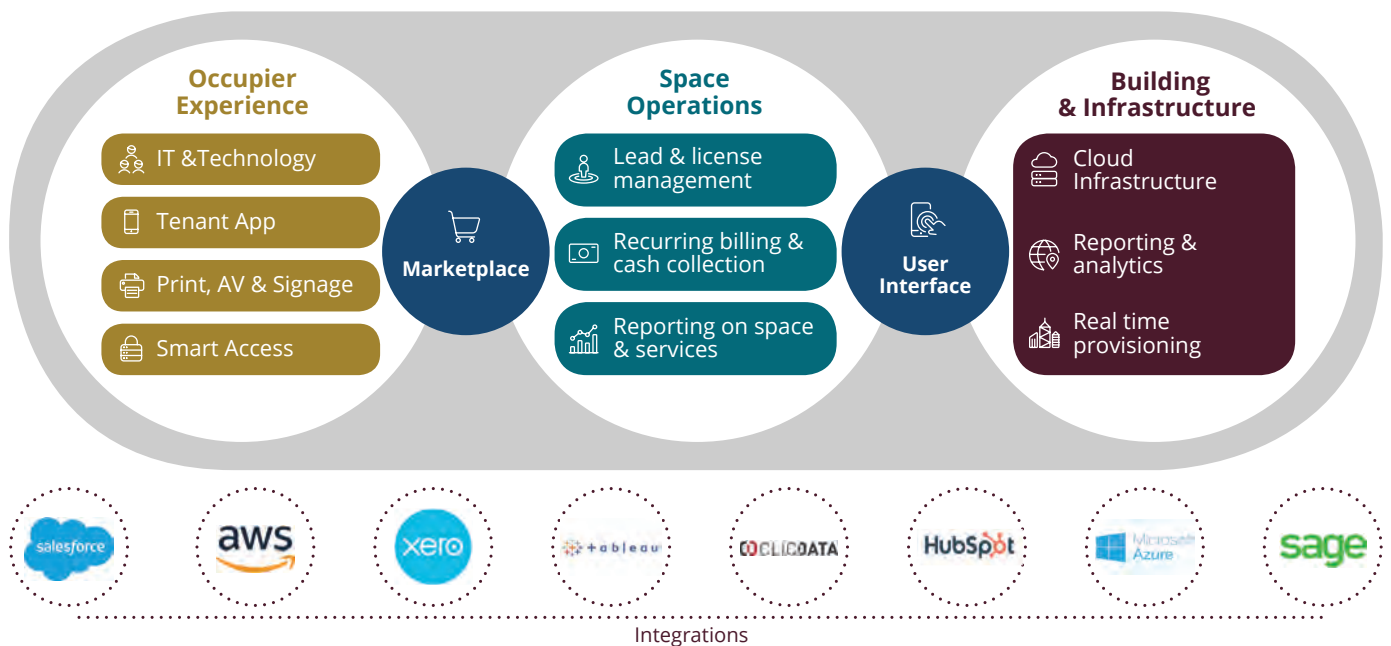 Occupier
Experience
IT &Technology
Tenant App
Print, AV & Signage
Smart Access
Marketplace
Space
Operations
Lead & license
management
Recurring billing &
cash collection
Reporting on space
& services
User
Interface
Building
& Infrastructure
Cloud
Infrastructure
Reporting &
analytics
Real time
provisioning
salesforce
aws
xero
+ableau
CLICDATA
HubSpot
Microsoft
Azure
sage
Integrations